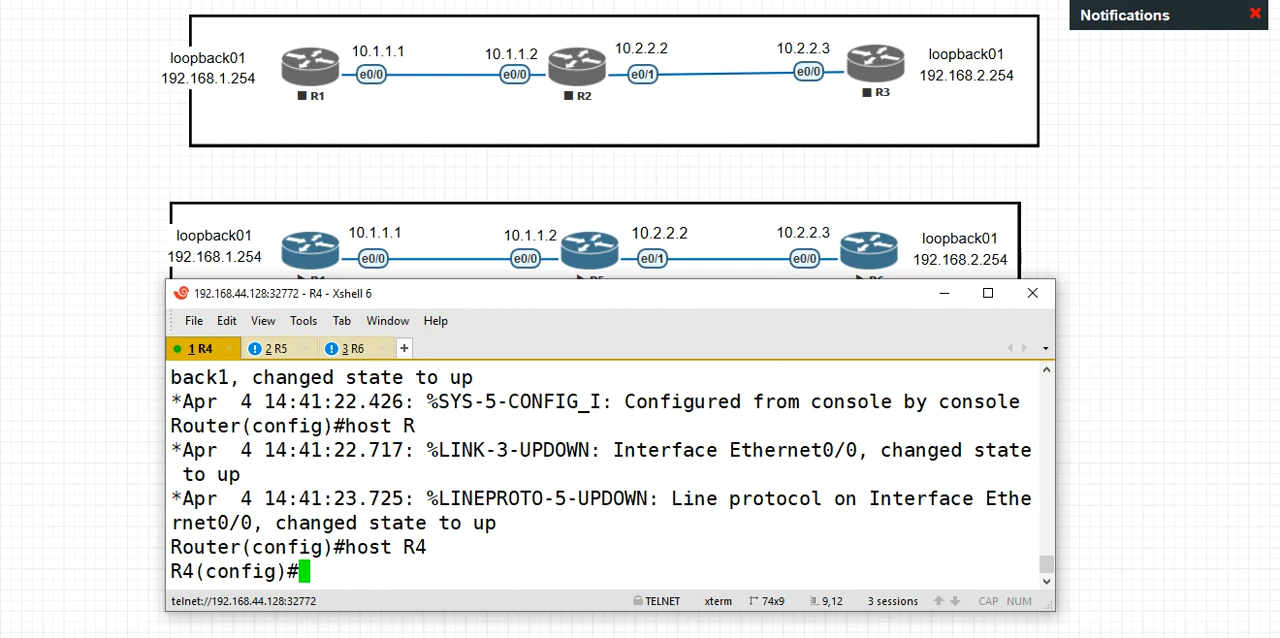 Notifications
loopback01
192.168.1.254
10.1.1.1
e0/0
R1
10.1.1.2
e0/0
R2
10.2.2.2
e0/1
10.2.2.3
e0/0
R3
loopback01
192.168.2.254
loopback01
192.168.1.254
10.1.1.1
e0/0
10.1.1.2
e0/0
10.2.2.2
e0/1
10.2.2.3
e0/0
loopback01
192.168.2.254
192.168.44.128:32772 - R4 - Xshell 6
File Edit View Tools Tab Window Help
1 R4 2 R5 3 R6 +
back1, changed state to up
*Apr  4 14:41:22.426: %SYS-5-CONFIG_I: Configured from console by console
Router(config)#host R
*Apr  4 14:41:22.717: %LINK-3-UPDOWN: Interface Ethernet0/0, changed state
 to up
*Apr  4 14:41:23.725: %LINEPROTO-5-UPDOWN: Line protocol on Interface Ethe
rnet0/0, changed state to up
Router(config)#host R4
R4(config)#
telnet://192.168.44.128:32772 TELNET xterm 74x9 9,12 3 sessions CAP NUM